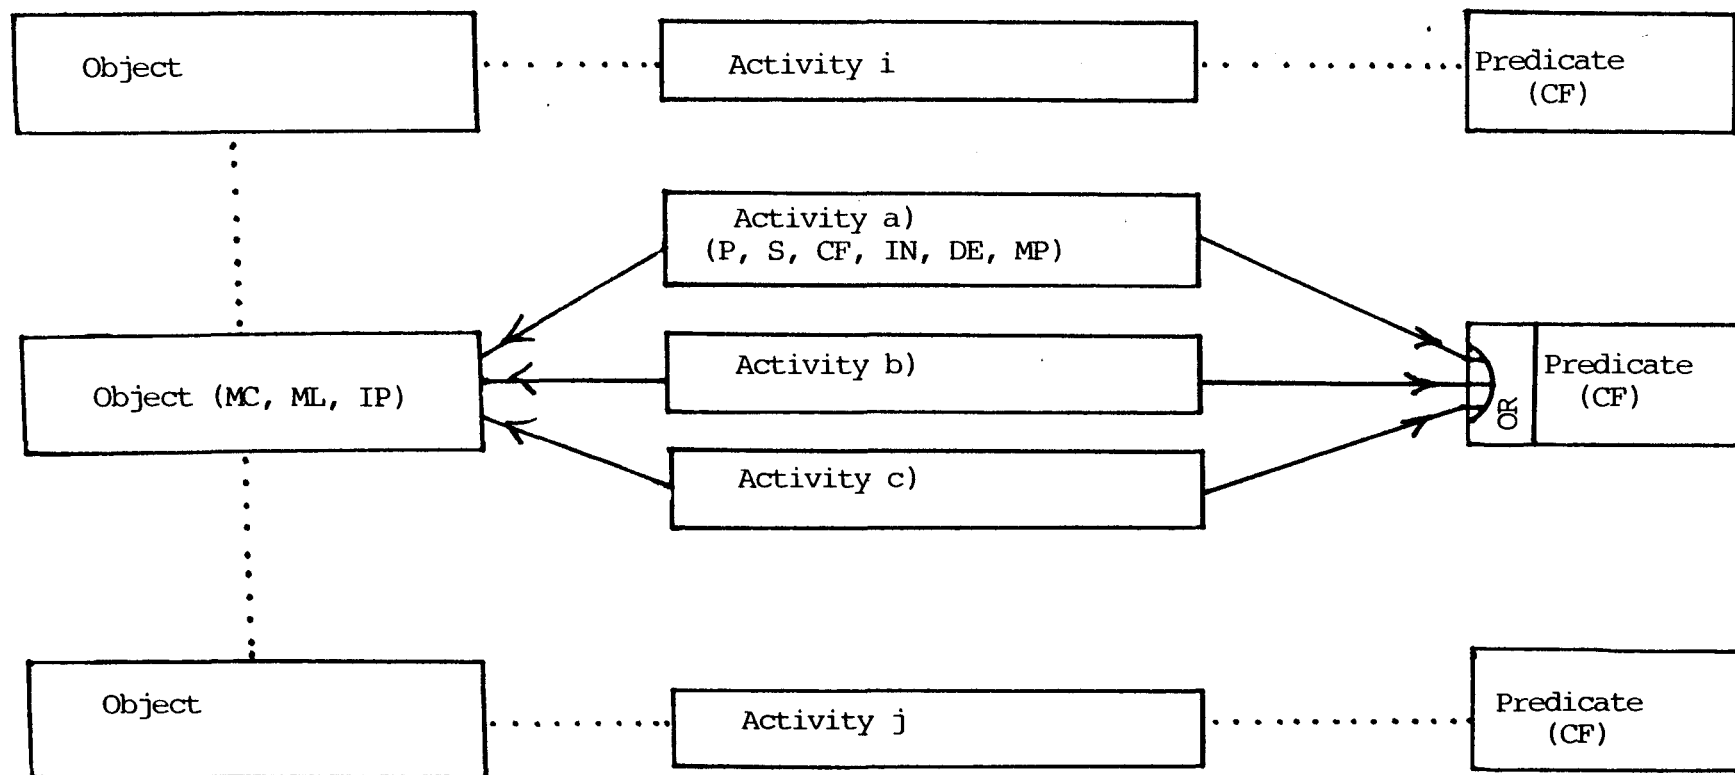 Object
Activity i
Predicate
(CF)
Activity a)
(P, S, CF, IN, DE, MP)
Object (MC, ML, IP)
Activity b)
OR
Predicate
(CF)
Activity c)
Object
Activity j
Predicate
(CF)